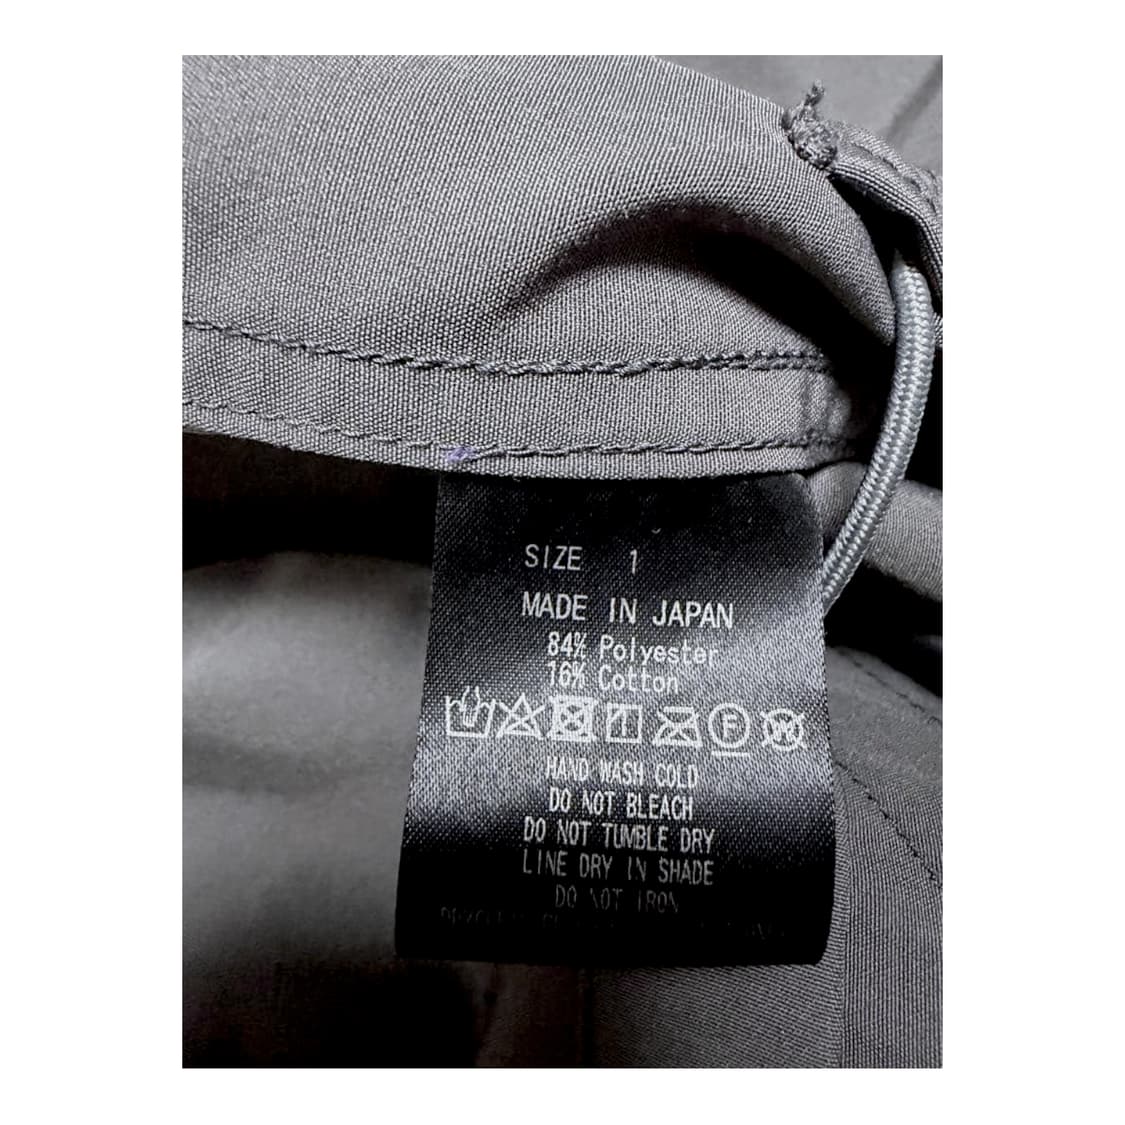 SIZE 1
MADE IN JAPAN
84% Polyester
16% Cotton
F W
HAND WASH COLD
DO NOT BLEACH
DO NOT TUMBLE DRY
LINE DRY IN SHADE
DO NOT IRON